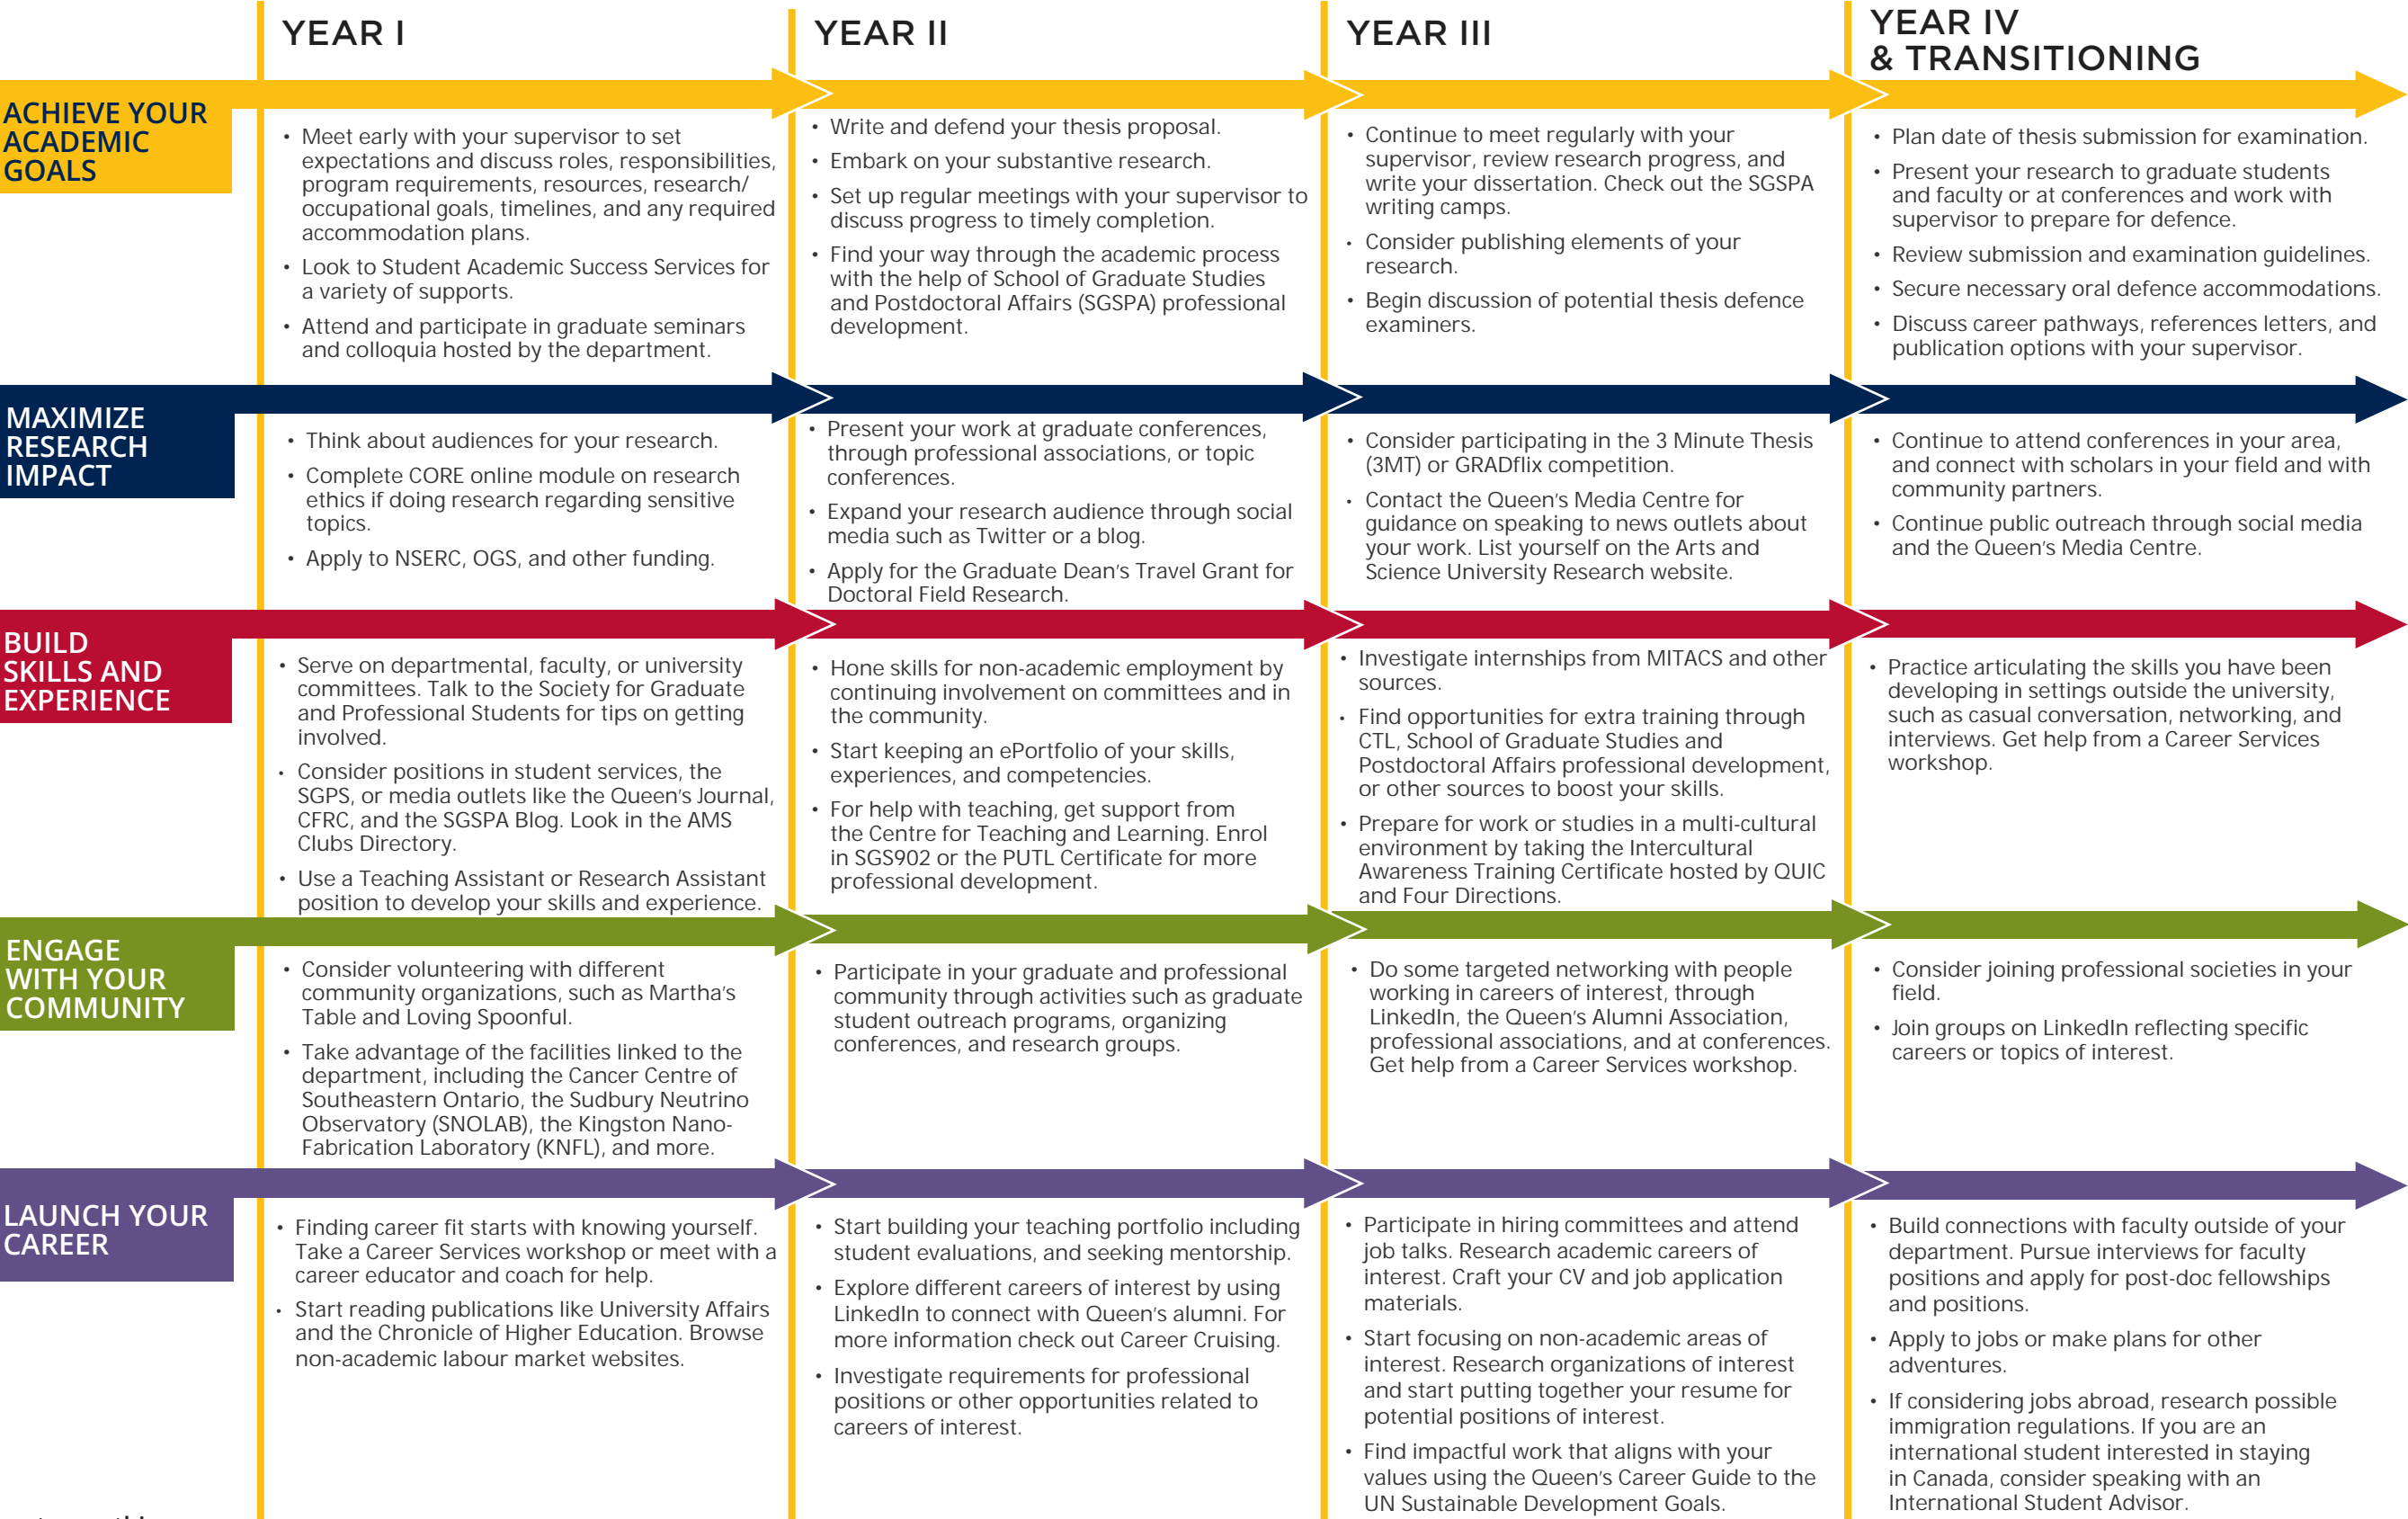 YEAR I
YEAR II
YEAR III
YEAR IV
& TRANSITIONING
ACHIEVE YOUR
ACADEMIC
GOALS
• Meet early with your supervisor to set
expectations and discuss roles, responsibilities,
program requirements, resources, research/
occupational goals, timelines, and any required
accommodation plans.
• Look to Student Academic Success Services for
a variety of supports.
• Attend and participate in graduate seminars
and colloquia hosted by the department.
• Write and defend your thesis proposal.
• Embark on your substantive research.
• Set up regular meetings with your supervisor to
discuss progress to timely completion.
• Find your way through the academic process
with the help of School of Graduate Studies
and Postdoctoral Affairs (SGSPA) professional
development.
• Continue to meet regularly with your
supervisor, review research progress, and
write your dissertation. Check out the SGSPA
writing camps.
• Consider publishing elements of your
research.
• Begin discussion of potential thesis defence
examiners.
• Plan date of thesis submission for examination.
• Present your research to graduate students
and faculty or at conferences and work with
supervisor to prepare for defence.
• Review submission and examination guidelines.
• Secure necessary oral defence accommodations.
• Discuss career pathways, references letters, and
publication options with your supervisor.
MAXIMIZE
RESEARCH
IMPACT
• Think about audiences for your research.
• Complete CORE online module on research
ethics if doing research regarding sensitive
topics.
• Apply to NSERC, OGS, and other funding.
• Present your work at graduate conferences,
through professional associations, or topic
conferences.
• Expand your research audience through social
media such as Twitter or a blog.
• Apply for the Graduate Dean's Travel Grant for
Doctoral Field Research.
• Consider participating in the 3 Minute Thesis
(3MT) or GRADflix competition.
• Contact the Queen's Media Centre for
guidance on speaking to news outlets about
your work. List yourself on the Arts and
Science University Research website.
• Continue to attend conferences in your area,
and connect with scholars in your field and with
community partners.
• Continue public outreach through social media
and the Queen's Media Centre.
BUILD
SKILLS AND
EXPERIENCE
• Serve on departmental, faculty, or university
committees. Talk to the Society for Graduate
and Professional Students for tips on getting
involved.
• Consider positions in student services, the
SGPS, or media outlets like the Queen's Journal,
CFRC, and the SGSPA Blog. Look in the AMS
Clubs Directory.
• Use a Teaching Assistant or Research Assistant
position to develop your skills and experience.
• Hone skills for non-academic employment by
continuing involvement on committees and in
the community.
• Start keeping an ePortfolio of your skills,
experiences, and competencies.
• For help with teaching, get support from
the Centre for Teaching and Learning. Enrol
in SGS902 or the PUTL Certificate for more
professional development.
• Investigate internships from MITACS and other
sources.
• Find opportunities for extra training through
CTL, School of Graduate Studies and
Postdoctoral Affairs professional development,
or other sources to boost your skills.
• Prepare for work or studies in a multi-cultural
environment by taking the Intercultural
Awareness Training Certificate hosted by QUIC
and Four Directions.
• Practice articulating the skills you have been
developing in settings outside the university,
such as casual conversation, networking, and
interviews. Get help from a Career Services
workshop.
ENGAGE
WITH YOUR
COMMUNITY
• Consider volunteering with different
community organizations, such as Martha's
Table and Loving Spoonful.
• Take advantage of the facilities linked to the
department, including the Cancer Centre of
Southeastern Ontario, the Sudbury Neutrino
Observatory (SNOLAB), the Kingston Nano-
Fabrication Laboratory (KNFL), and more.
• Participate in your graduate and professional
community through activities such as graduate
student outreach programs, organizing
conferences, and research groups.
• Do some targeted networking with people
working in careers of interest, through
LinkedIn, the Queen's Alumni Association,
professional associations, and at conferences.
Get help from a Career Services workshop.
• Consider joining professional societies in your
field.
• Join groups on LinkedIn reflecting specific
careers or topics of interest.
LAUNCH YOUR
CAREER
• Finding career fit starts with knowing yourself.
Take a Career Services workshop or meet with a
career educator and coach for help.
• Start reading publications like University Affairs
and the Chronicle of Higher Education. Browse
non-academic labour market websites.
• Start building your teaching portfolio including
student evaluations, and seeking mentorship.
• Explore different careers of interest by using
LinkedIn to connect with Queen's alumni. For
more information check out Career Cruising.
• Investigate requirements for professional
positions or other opportunities related to
careers of interest.
• Participate in hiring committees and attend
job talks. Research academic careers of
interest. Craft your CV and job application
materials.
• Start focusing on non-academic areas of
interest. Research organizations of interest
and start putting together your resume for
potential positions of interest.
• Find impactful work that aligns with your
values using the Queen's Career Guide to the
UN Sustainable Development Goals.
• Build connections with faculty outside of your
department. Pursue interviews for faculty
positions and apply for post-doc fellowships
and positions.
• Apply to jobs or make plans for other
adventures.
• If considering jobs abroad, research possible
immigration regulations. If you are an
international student interested in staying
in Canada, consider speaking with an
International Student Advisor.